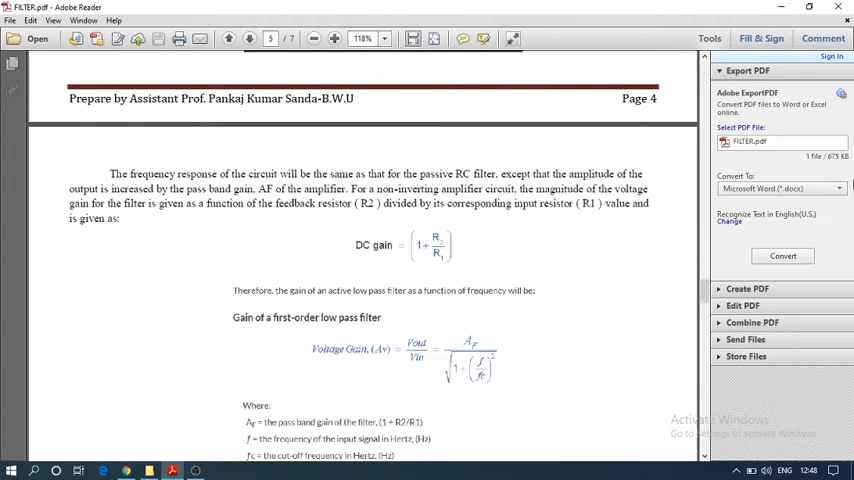 FILTER.pdf - Adobe Reader
File Edit View Window Help
Open 5 / 7 118% Tools Fill & Sign Comment
Sign In
Export PDF
Adobe ExportPDF
Convert PDF files to Word or Excel online.
Select PDF File:
FILTER.pdf
1 file / 675 KB
Convert To:
Microsoft Word (*.docx)
Recognize Text in English(U.S.)
Change
Convert
Create PDF
Edit PDF
Combine PDF
Send Files
Store Files
Prepare by Assistant Prof. Pankaj Kumar Sanda-B.W.U Page 4
The frequency response of the circuit will be the same as that for the passive RC filter, except that the amplitude of the
output is increased by the pass band gain, AF of the amplifier. For a non-inverting amplifier circuit, the magnitude of the voltage
gain for the filter is given as a function of the feedback resistor ( R2 ) divided by its corresponding input resistor ( R1 ) value and
is given as:
DC gain = (1 + R2/R1)
Therefore, the gain of an active low pass filter as a function of frequency will be:
Gain of a first-order low pass filter
Voltage Gain, (Av) = Vout/Vin = AF / √(1 + (f/fc)²)
Where:
AF = the pass band gain of the filter, (1 + R2/R1)
f = the frequency of the input signal in Hertz, (Hz)
fc = the cut-off frequency in Hertz, (Hz)
Activate Windows
Go to Settings to activate Windows.
ENG 12:48